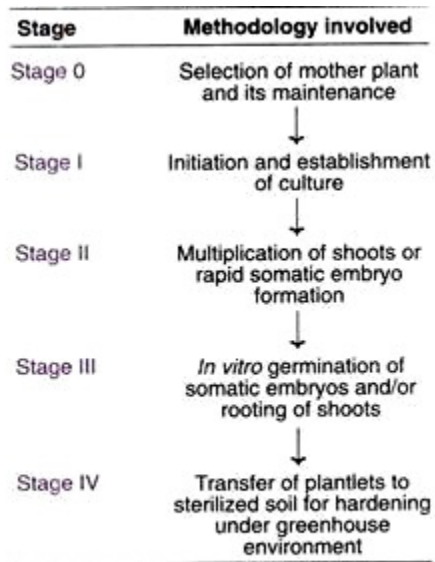 Stage Methodology involved
Stage 0 Selection of mother plant
and its maintenance
Stage I Initiation and establishment
of culture
Stage II Multiplication of shoots or
rapid somatic embryo
formation
Stage III In vitro germination of
somatic embryos and/or
rooting of shoots
Stage IV Transfer of plantlets to
sterilized soil for hardening
under greenhouse
environment